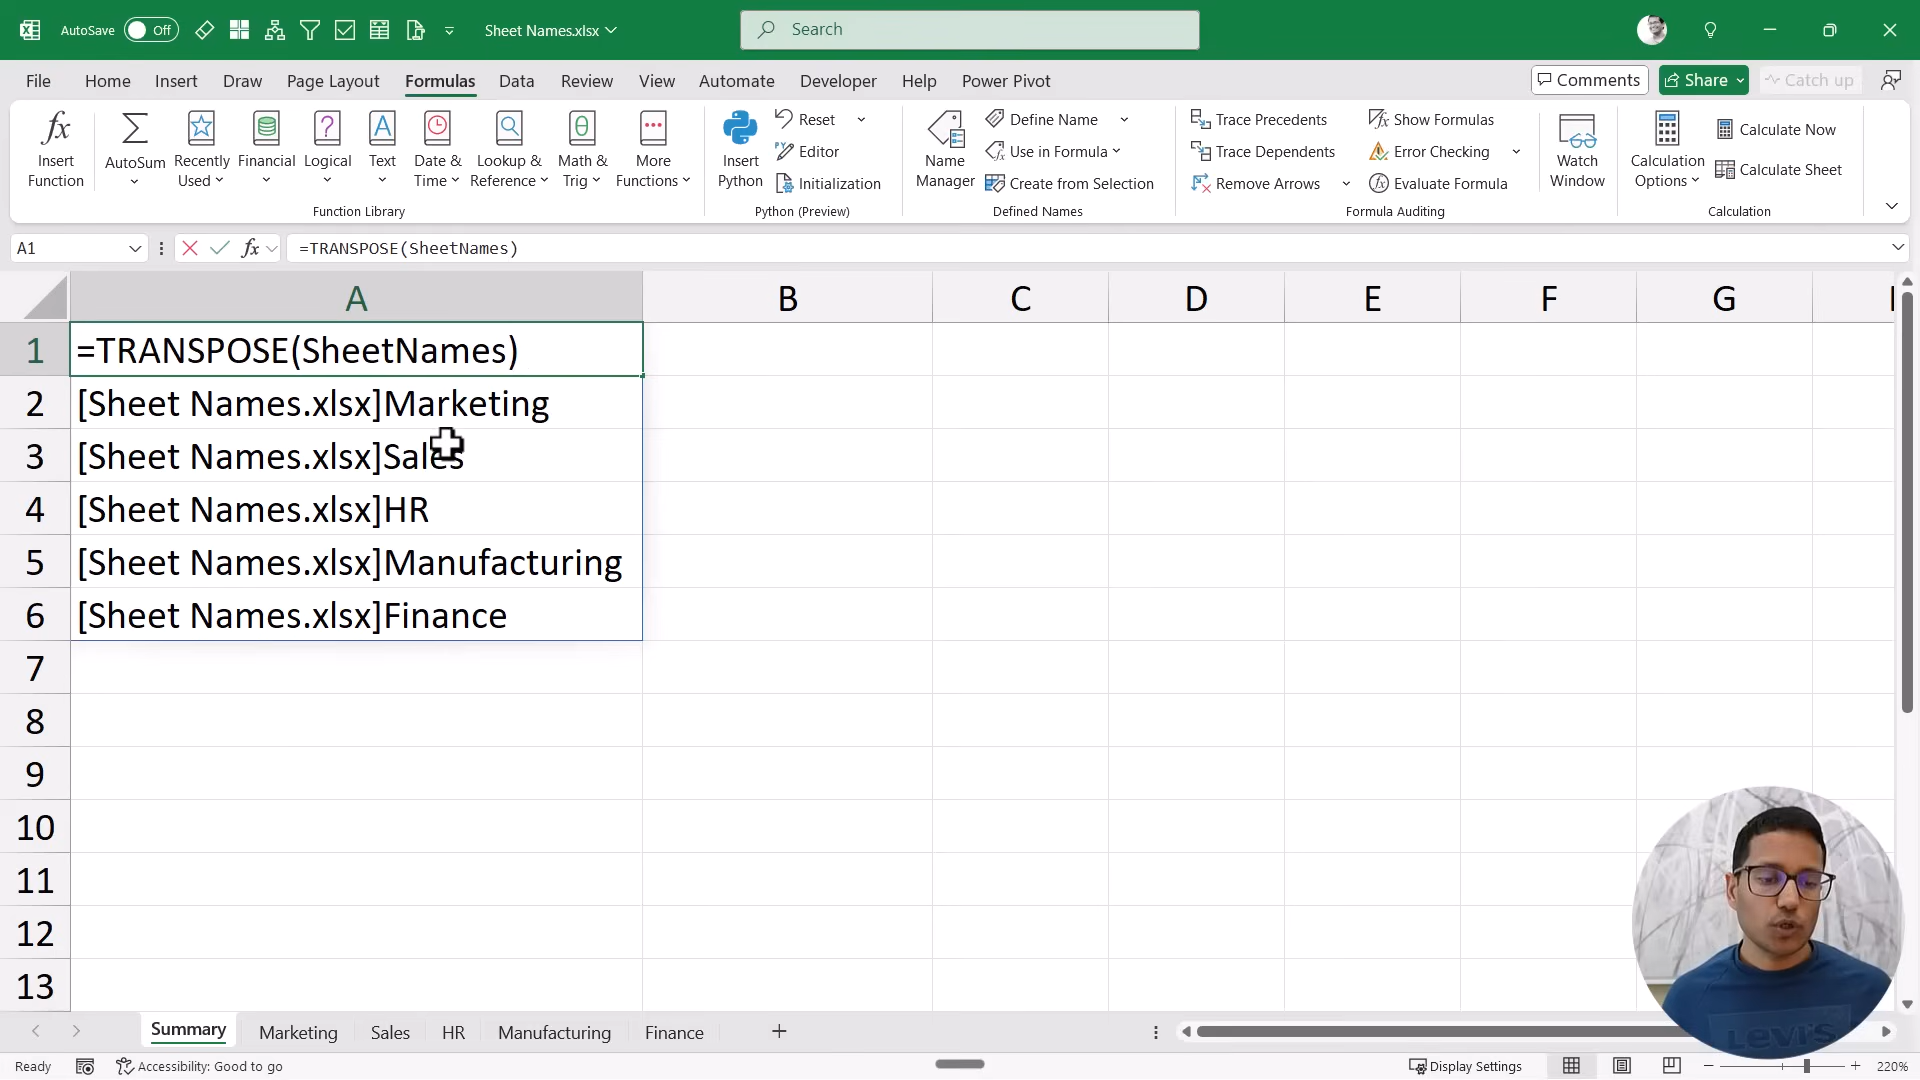 AutoSave Off Sheet Names.xlsx Search
File Home Insert Draw Page Layout Formulas Data Review View Automate Developer Help Power Pivot Comments Share Catch up
Insert Function
AutoSum
Recently Used
Financial
Logical
Text
Date & Time
Lookup & Reference
Math & Trig
More Functions
Function Library
Insert Python
Reset
Editor
Initialization
Python (Preview)
Name Manager
Define Name
Use in Formula
Create from Selection
Defined Names
Trace Precedents
Trace Dependents
Remove Arrows
Show Formulas
Error Checking
Evaluate Formula
Formula Auditing
Watch Window
Calculation Options
Calculate Now
Calculate Sheet
Calculation
A1 fx =TRANSPOSE(SheetNames)
A B C D E F G
1 =TRANSPOSE(SheetNames)
2 [Sheet Names.xlsx]Marketing
3 [Sheet Names.xlsx]Sales
4 [Sheet Names.xlsx]HR
5 [Sheet Names.xlsx]Manufacturing
6 [Sheet Names.xlsx]Finance
7
8
9
10
11
12
13
Levi's
Summary Marketing Sales HR Manufacturing Finance
Ready Accessibility: Good to go Display Settings 220%